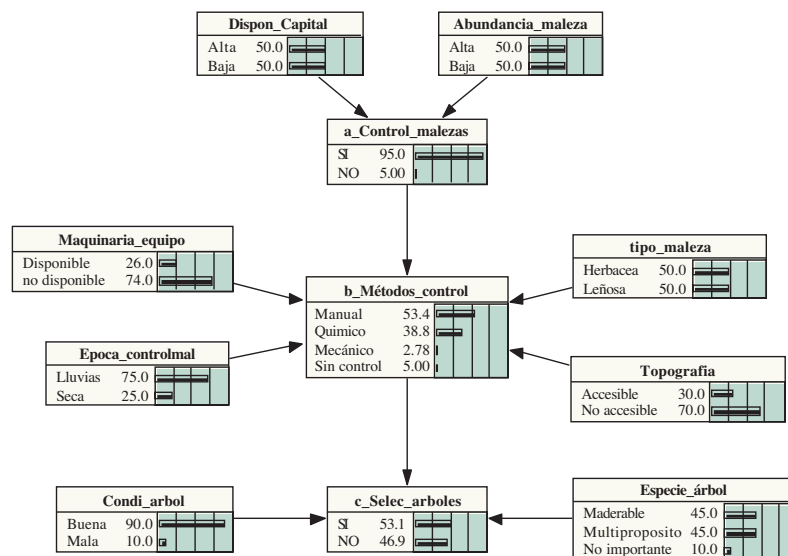 Dispon_Capital
Alta 50.0
Baja 50.0
Abundancia_maleza
Alta 50.0
Baja 50.0
a_Control_malezas
SI 95.0
NO 5.00
Maquinaria_equipo
Disponible 26.0
no disponible 74.0
tipo_maleza
Herbacea 50.0
Leñosa 50.0
b_Métodos_control
Manual 53.4
Quimico 38.8
Mecánico 2.78
Sin control 5.00
Epoca_controlmal
Lluvias 75.0
Seca 25.0
Topografia
Accesible 30.0
No accesible 70.0
Condi_arbol
Buena 90.0
Mala 10.0
c_Selec_arboles
SI 53.1
NO 46.9
Especie_árbol
Maderable 45.0
Multiproposito 45.0
No importante 10.0